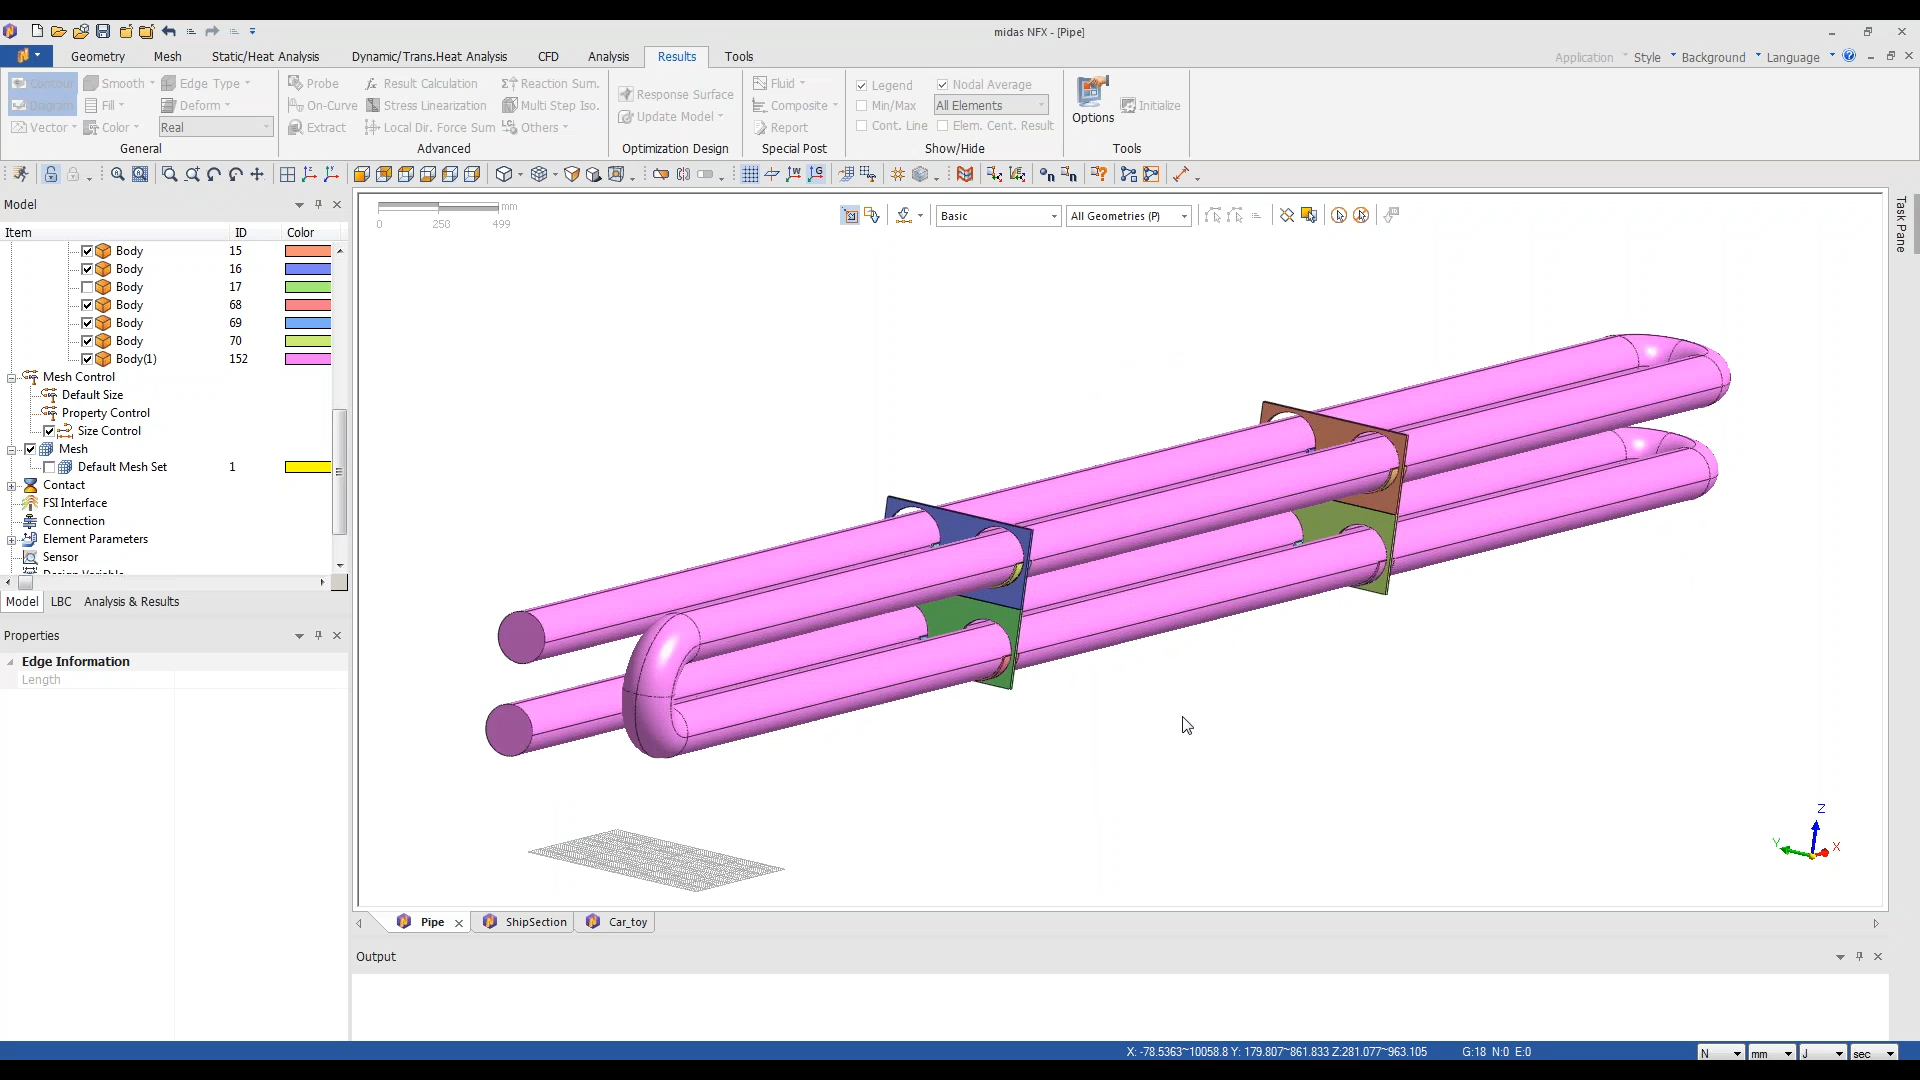 midas NFX - [Pipe]
Geometry Mesh Static/Heat Analysis Dynamic/Trans.Heat Analysis CFD Analysis Results Tools
Application Style Background Language
Contour Smooth Edge Type
Diagram Fill Deform
Vector Color Real
General
Probe Result Calculation Reaction Sum.
On-Curve Stress Linearization Multi Step Iso.
Extract Local Dir. Force Sum Others
Advanced
Response Surface
Update Model
Optimization Design
Fluid
Composite
Report
Special Post
Legend Nodal Average
Min/Max All Elements
Cont. Line Elem. Cent. Result
Show/Hide
Options Initialize
Tools
Model
Item ID Color
Body 15
Body 16
Body 17
Body 68
Body 69
Body 70
Body(1) 152
Mesh Control
Default Size
Property Control
Size Control
Mesh
Default Mesh Set 1
Contact
FSI Interface
Connection
Element Parameters
Sensor
Model LBC Analysis & Results
Properties
Edge Information
Length
mm
0 250 499
Basic All Geometries (P)
Task Pane
Z
Y
X
Pipe ShipSection Car_toy
Output
X: -78.5363~10058.8 Y: 179.807~861.833 Z:281.077~963.105 G:18 N:0 E:0
N mm J sec